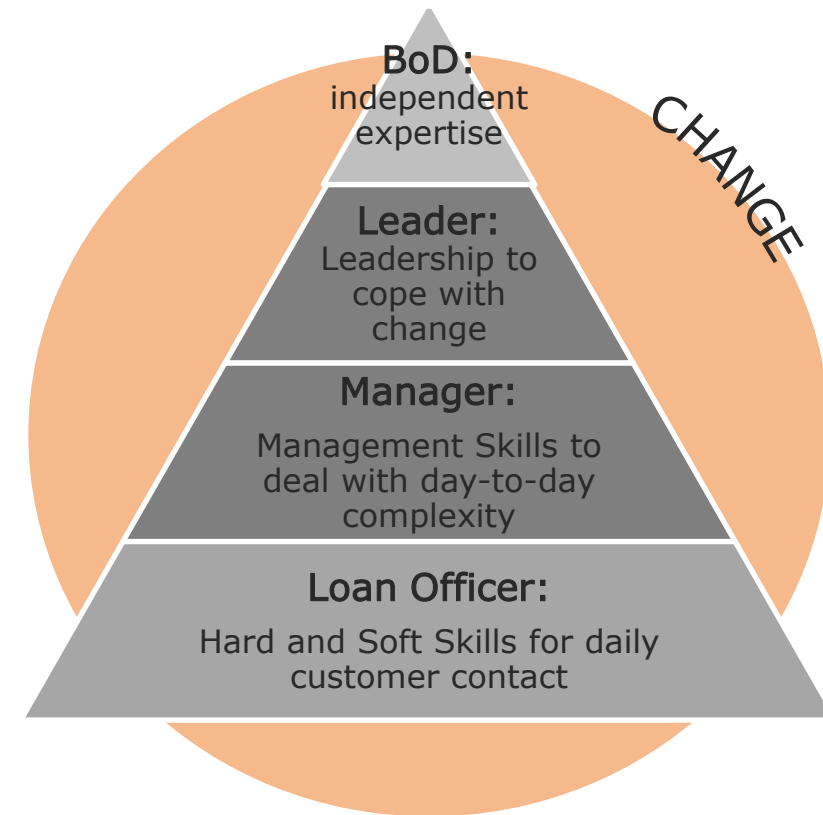 BoD:
independent
expertise
CHANGE
Leader:
Leadership to
cope with
change
Manager:
Management Skills to
deal with day-to-day
complexity
Loan Officer:
Hard and Soft Skills for daily
customer contact